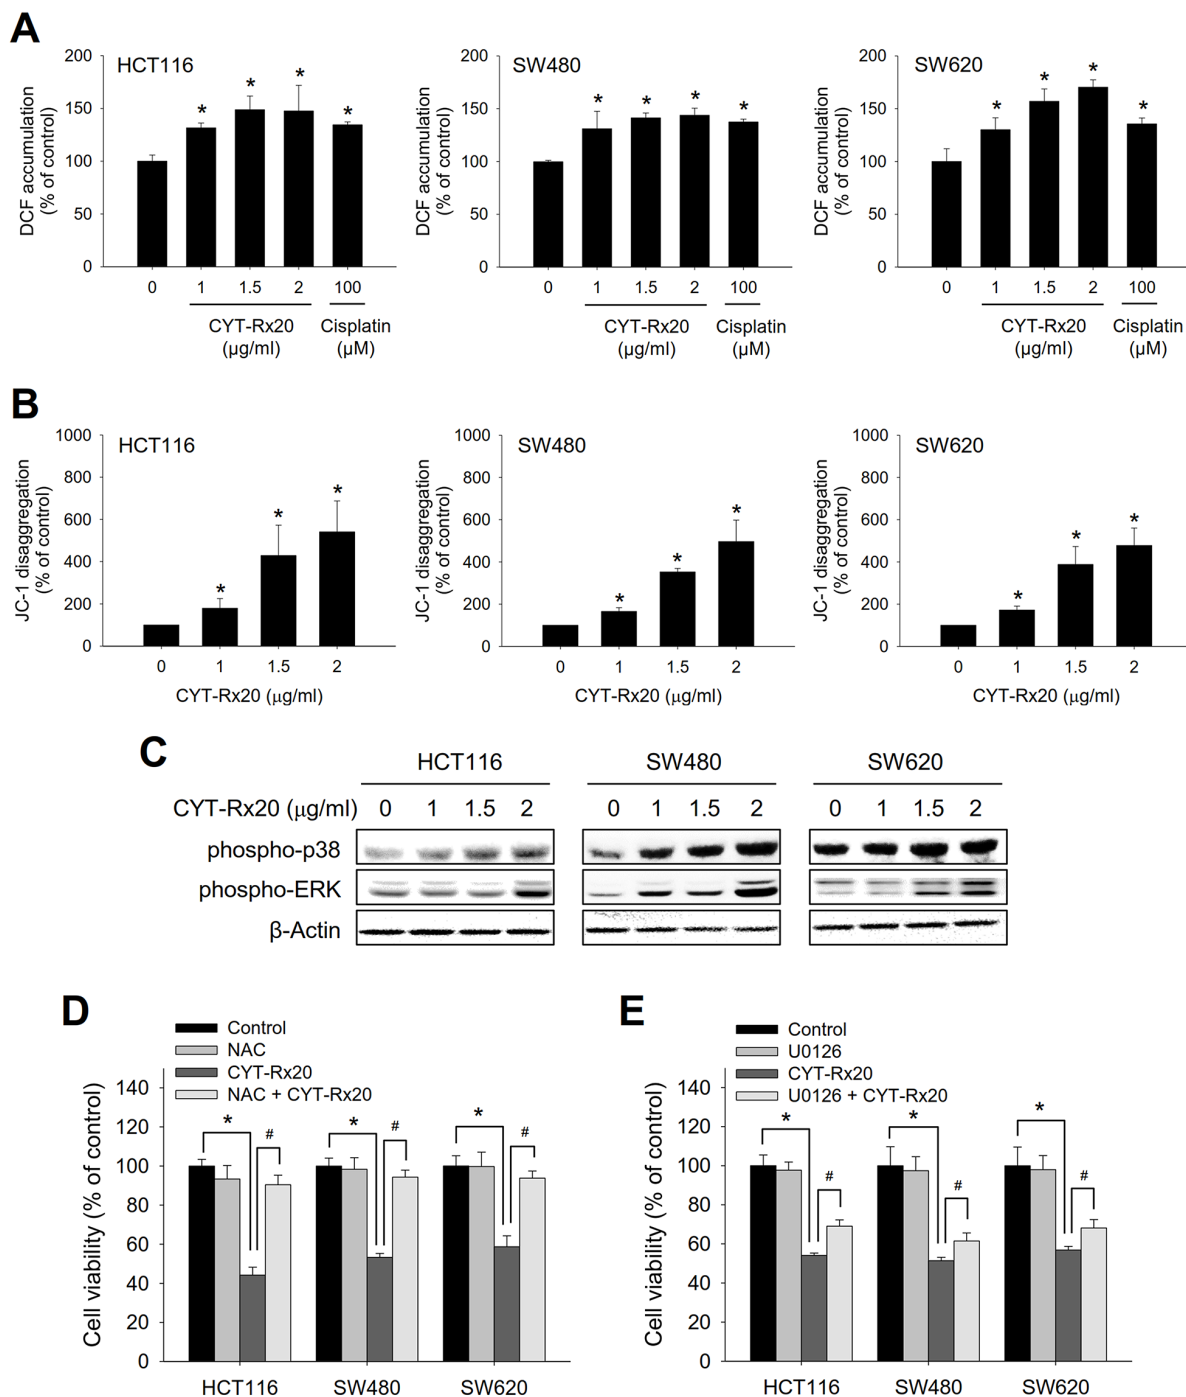 A
HCT116
SW480
SW620
DCF accumulation
(% of control)
200
150
100
50
0
0 1 1.5 2 100
CYT-Rx20
(µg/ml)
Cisplatin
(µM)
DCF accumulation
(% of control)
200
150
100
50
0
0 1 1.5 2 100
CYT-Rx20
(µg/ml)
Cisplatin
(µM)
DCF accumulation
(% of control)
200
150
100
50
0
0 1 1.5 2 100
CYT-Rx20
(µg/ml)
Cisplatin
(µM)
* * * *
* * * *
* * * *
B
HCT116
SW480
SW620
JC-1 disaggregation
(% of control)
1000
800
600
400
200
0
0 1 1.5 2
CYT-Rx20 (µg/ml)
JC-1 disaggregation
(% of control)
1000
800
600
400
200
0
0 1 1.5 2
CYT-Rx20 (µg/ml)
JC-1 disaggregation
(% of control)
1000
800
600
400
200
0
0 1 1.5 2
CYT-Rx20 (µg/ml)
* * *
* * *
* * *
C
HCT116 SW480 SW620
CYT-Rx20 (µg/ml) 0 1 1.5 2 0 1 1.5 2 0 1 1.5 2
phospho-p38
phospho-ERK
β-Actin
D
Control
NAC
CYT-Rx20
NAC + CYT-Rx20
Cell viability (% of control)
140
120
100
80
60
40
20
0
* # * # * #
HCT116 SW480 SW620
E
Control
U0126
CYT-Rx20
U0126 + CYT-Rx20
Cell viability (% of control)
140
120
100
80
60
40
20
0
* # * # * #
HCT116 SW480 SW620